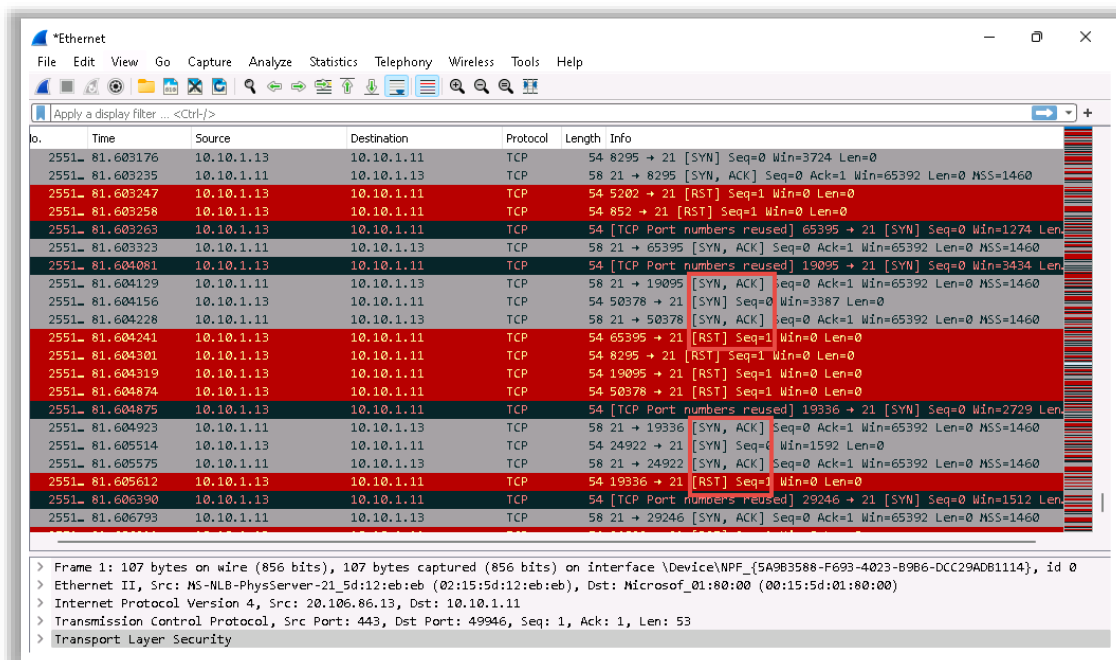 *Ethernet
File Edit View Go Capture Analyze Statistics Telephony Wireless Tools Help
Apply a display filter ... <Ctrl-/>
lo. Time Source Destination Protocol Length Info
2551… 81.603176 10.10.1.13 10.10.1.11 TCP 54 8295 → 21 [SYN] Seq=0 Win=3724 Len=0
2551… 81.603235 10.10.1.11 10.10.1.13 TCP 58 21 → 8295 [SYN, ACK] Seq=0 Ack=1 Win=65392 Len=0 MSS=1460
2551… 81.603247 10.10.1.13 10.10.1.11 TCP 54 5202 → 21 [RST] Seq=1 Win=0 Len=0
2551… 81.603258 10.10.1.13 10.10.1.11 TCP 54 852 → 21 [RST] Seq=1 Win=0 Len=0
2551… 81.603263 10.10.1.13 10.10.1.11 TCP 54 [TCP Port numbers reused] 65395 → 21 [SYN] Seq=0 Win=1274 Len
2551… 81.603323 10.10.1.11 10.10.1.13 TCP 58 21 → 65395 [SYN, ACK] Seq=0 Ack=1 Win=65392 Len=0 MSS=1460
2551… 81.604081 10.10.1.13 10.10.1.11 TCP 54 [TCP Port numbers reused] 19095 → 21 [SYN] Seq=0 Win=3434 Len
2551… 81.604129 10.10.1.11 10.10.1.13 TCP 58 21 → 19095 [SYN, ACK] Seq=0 Ack=1 Win=65392 Len=0 MSS=1460
2551… 81.604156 10.10.1.13 10.10.1.11 TCP 54 50378 → 21 [SYN] Seq=0 Win=3387 Len=0
2551… 81.604228 10.10.1.11 10.10.1.13 TCP 58 21 → 50378 [SYN, ACK] Seq=0 Ack=1 Win=65392 Len=0 MSS=1460
2551… 81.604241 10.10.1.13 10.10.1.11 TCP 54 65395 → 21 [RST] Seq=1 Win=0 Len=0
2551… 81.604301 10.10.1.13 10.10.1.11 TCP 54 8295 → 21 [RST] Seq=1 Win=0 Len=0
2551… 81.604319 10.10.1.13 10.10.1.11 TCP 54 19095 → 21 [RST] Seq=1 Win=0 Len=0
2551… 81.604874 10.10.1.13 10.10.1.11 TCP 54 50378 → 21 [RST] Seq=1 Win=0 Len=0
2551… 81.604875 10.10.1.13 10.10.1.11 TCP 54 [TCP Port numbers reused] 19336 → 21 [SYN] Seq=0 Win=2729 Len
2551… 81.604923 10.10.1.11 10.10.1.13 TCP 58 21 → 19336 [SYN, ACK] Seq=0 Ack=1 Win=65392 Len=0 MSS=1460
2551… 81.605514 10.10.1.13 10.10.1.11 TCP 54 24922 → 21 [SYN] Seq=0 Win=1592 Len=0
2551… 81.605575 10.10.1.11 10.10.1.13 TCP 58 21 → 24922 [SYN, ACK] Seq=0 Ack=1 Win=65392 Len=0 MSS=1460
2551… 81.605612 10.10.1.13 10.10.1.11 TCP 54 19336 → 21 [RST] Seq=1 Win=0 Len=0
2551… 81.606390 10.10.1.13 10.10.1.11 TCP 54 [TCP Port numbers reused] 29246 → 21 [SYN] Seq=0 Win=1512 Len
2551… 81.606793 10.10.1.11 10.10.1.13 TCP 58 21 → 29246 [SYN, ACK] Seq=0 Ack=1 Win=65392 Len=0 MSS=1460
> Frame 1: 107 bytes on wire (856 bits), 107 bytes captured (856 bits) on interface \Device\NPF_{5A9B3588-F693-4023-B9B6-DCC29ADB1114}, id 0
> Ethernet II, Src: MS-NLB-PhysServer-21_5d:12:eb:eb (02:15:5d:12:eb:eb), Dst: Microsof_01:80:00 (00:15:5d:01:80:00)
> Internet Protocol Version 4, Src: 20.106.86.13, Dst: 10.10.1.11
> Transmission Control Protocol, Src Port: 443, Dst Port: 49946, Seq: 1, Ack: 1, Len: 53
> Transport Layer Security